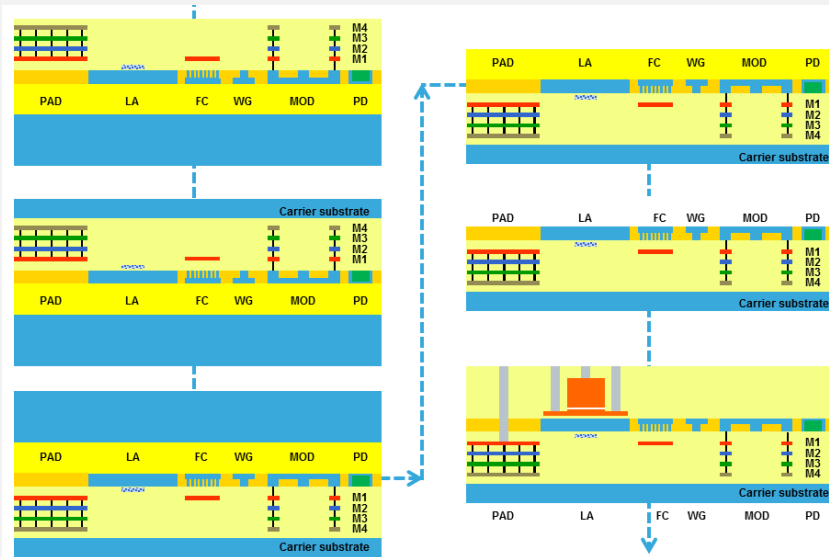 M4
M3
M2
M1
PAD LA FC WG MOD PD
Carrier substrate
M4
M3
M2
M1
PAD LA FC WG MOD PD
PAD LA FC WG MOD PD
M1
M2
M3
M4
Carrier substrate
PAD LA FC WG MOD PD
M1
M2
M3
M4
Carrier substrate
PAD LA FC WG MOD PD
M1
M2
M3
M4
Carrier substrate
M1
M2
M3
M4
Carrier substrate
PAD LA FC WG MOD PD